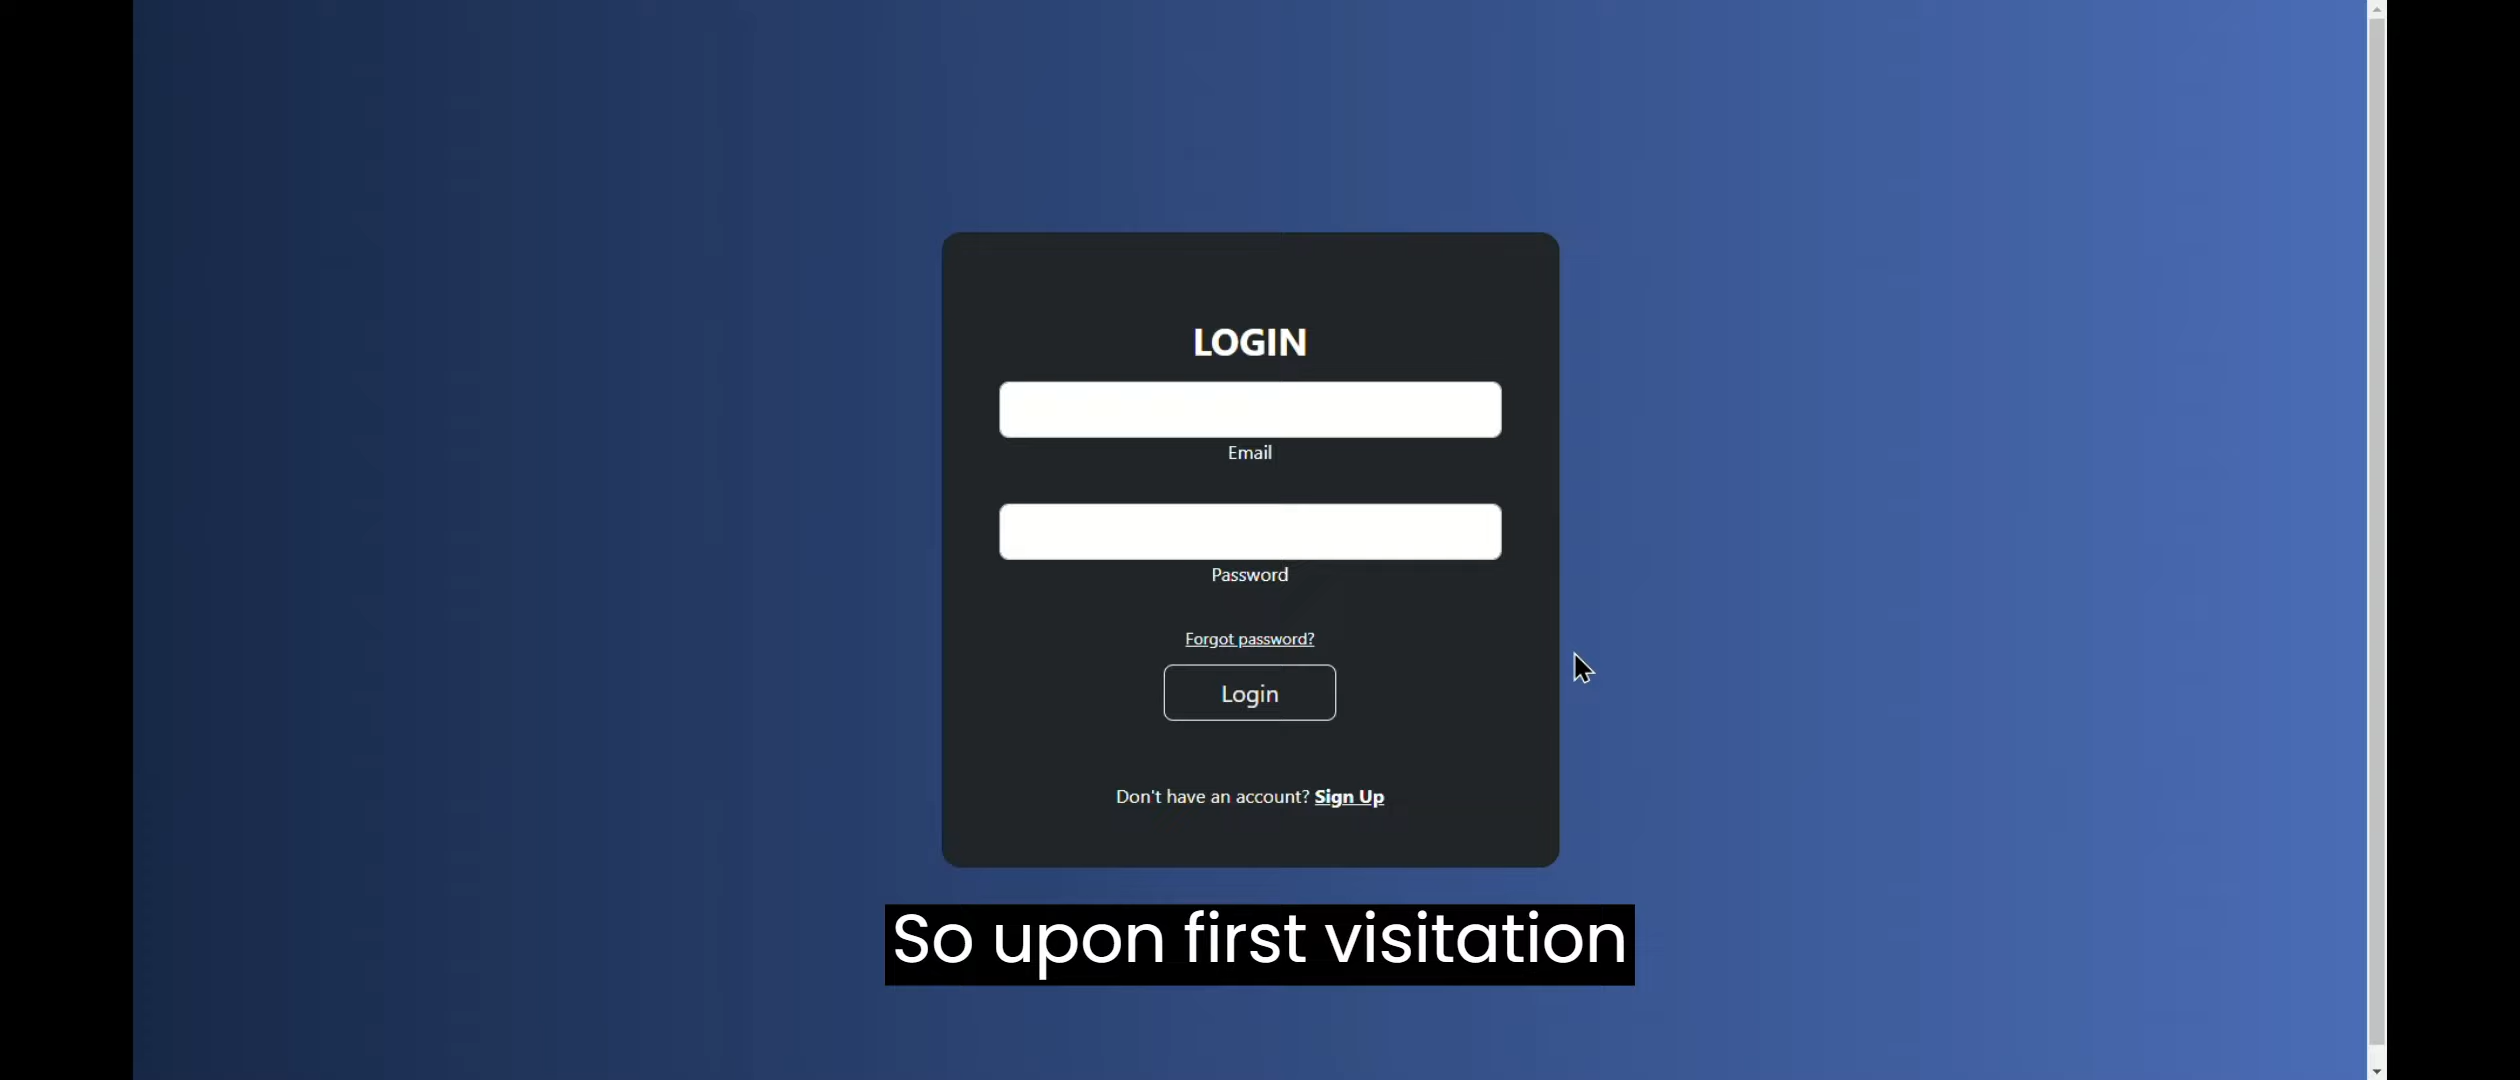 LOGIN
Email
Password
Forgot password?
Login
Don't have an account? Sign Up
So upon first visitation